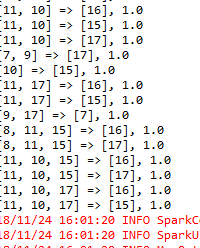 [11, 10] => [16], 1.0
[11, 10] => [15], 1.0
[11, 10] => [17], 1.0
[7, 9] => [17], 1.0
[10] => [15], 1.0
[11, 17] => [16], 1.0
[11, 17] => [15], 1.0
[9, 17] => [7], 1.0
[8, 11, 15] => [16], 1.0
[8, 11, 15] => [17], 1.0
[11, 10, 15] => [16], 1.0
[11, 10, 15] => [17], 1.0
[11, 10, 17] => [16], 1.0
[11, 10, 17] => [15], 1.0
18/11/24 16:01:20 INFO SparkC
18/11/24 16:01:20 INFO SparkU